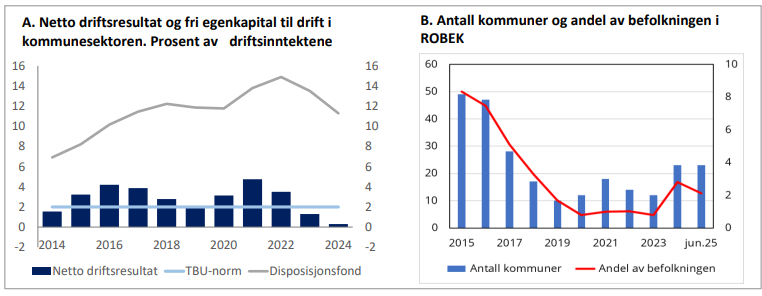 A. Netto driftsresultat og fri egenkapital til drift i
kommunesektoren. Prosent av driftsinntektene
16 16
14 14
12 12
10 10
8 8
6 6
4 4
2 2
0 0
-2 -2
2014 2016 2018 2020 2022 2024
Netto driftsresultat TBU-norm Disposisjonsfond
B. Antall kommuner og andel av befolkningen i
ROBEK
60 10
50 8
40 6
30 4
20 2
10 0
0
2015 2017 2019 2021 2023 jun.25
Antall kommuner Andel av befolkningen